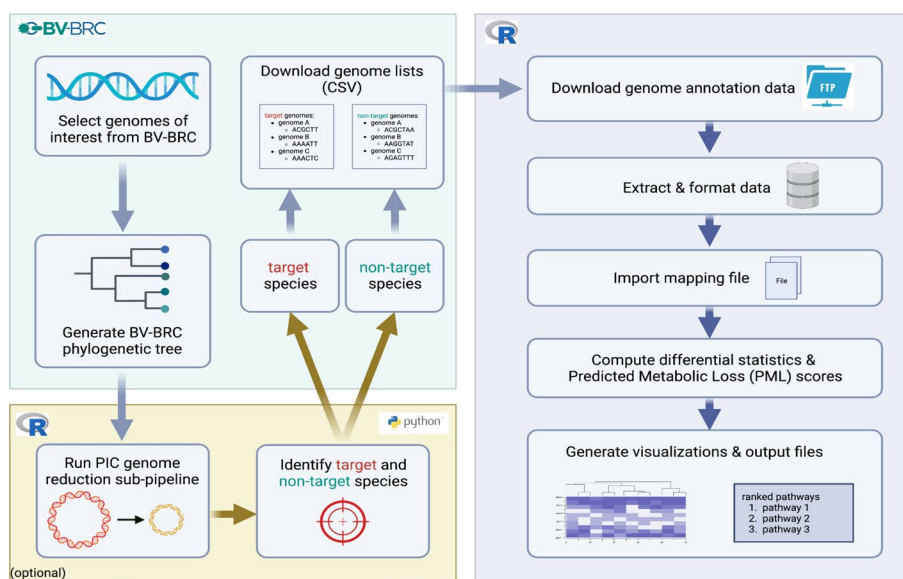 BV-BRC
Select genomes of
interest from BV-BRC
Generate BV-BRC
phylogenetic tree
Download genome lists
(CSV)
target genomes:
genome A
ACGCTT
genome B
AAAATT
genome C
AAACTC
non-target genomes:
genome A
ACGCTAA
genome B
AAGGTAT
genome C
AGAGTTT
target
species
non-target
species
R
python
Run PIC genome
reduction sub-pipeline
Identify target and
non-target species
(optional)
R
Download genome annotation data
FTP
Extract & format data
Import mapping file
File
Compute differential statistics &
Predicted Metabolic Loss (PML) scores
Generate visualizations & output files
ranked pathways
1. pathway 1
2. pathway 2
3. pathway 3